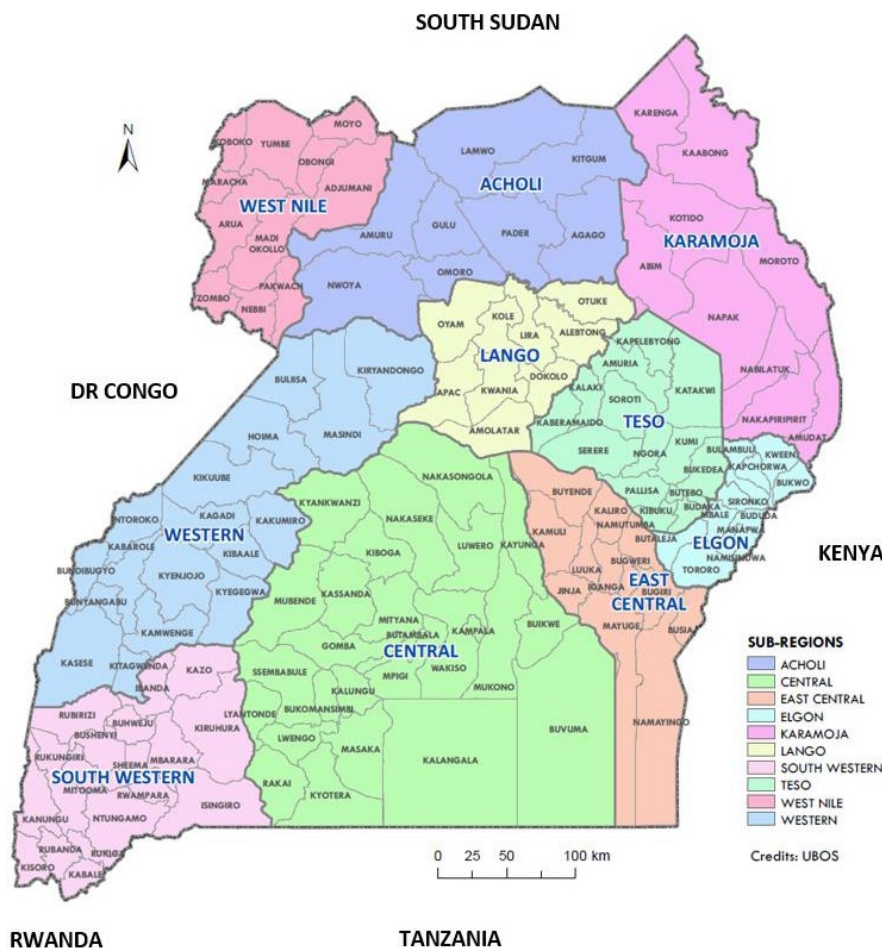 SOUTH SUDAN
N
KARENGA
KAABONG
MOYO
KOBOKO
YUMBE
OBONGI
LAMWO
KITGUM
MARACHA
ADJUMANI
ACHOLI
WEST NILE
ARUA
MADI
OKOLLO
AMURU
GULU
PADER
AGAGO
KOTIDO
KARAMOJA
MOROTO
ABIM
OMORO
NWOYA
PAKWACH
ZOMBO
NEBBI
OTUKE
NAPAK
OYAM
KOLE
LIRA
ALEBTONG
KAPELEBYONG
LANGO
AMURIA
DOKOLO
KWANIA
APAC
KALAKI
KATAKWI
NABILATUK
SOROTI
DR CONGO
BULIISA
KIRYANDONGO
HOIMA
MASINDI
AMOLATAR
KABERAMAIDO
TESO
NAKAPIRIPIRIT
AMUDAT
KUMI
SERERE
NGORA
BUKEDEA
BULAMBULI
KWEEN
KAPCHORWA
BUKWO
KIKUUBE
NAKASONGOLA
KYANKWANZI
NAKASEKE
BUYENDE
PALLISA
BUTEBO
SIRONKO
KIBUKU
BUDAKA
MBALE
BUDUDA
MANAFWA
KAGADI
KAKUMIRO
NTOROKO
WESTERN
KALIRO
NAMUTUMBA
KAMULI
BUTALEJA
ELGON
NAMISINDWA
TORORO
KENYA
KABAROLE
KIBAALE
KIBOGA
LUWERO
KAYUNGA
BUGWERI
LUUKA
EAST
CENTRAL
BUNDIBUGYO
KYENJOJO
KYEGEGWA
BUNYANGABU
MUBENDE
KASSANDA
JINJA
IGANGA
BUGIRI
KAMWENGE
MITYANA
BUTAMBALA
KAMPALA
BUIKWE
MAYUGE
BUSIA
KASESE
KITAGWENDA
GOMBA
CENTRAL
WAKISO
MPIGI
MUKONO
KAZO
IBANDA
SSEMBABULE
KALUNGU
BUKOMANSIMBI
LYANTONDE
KIRUHURA
RUBIRIZI
BUHWEJU
BUSHENYI
LWENGO
MASAKA
KALANGALA
BUVUMA
NAMAYINGO
RUKUNGIRI
SHEEMA
MBARARA
SOUTH WESTERN
MITOOMA
RWAMPARA
ISINGIRO
RAKAI
KYOTERA
KANUNGU
NTUNGAMO
RUBANDA
RUKIGA
KISORO
KABALE
SUB-REGIONS
ACHOLI
CENTRAL
EAST CENTRAL
ELGON
KARAMOJA
LANGO
SOUTH WESTERN
TESO
WEST NILE
WESTERN
Credits: UBOS
0 25 50 100 km
RWANDA
TANZANIA